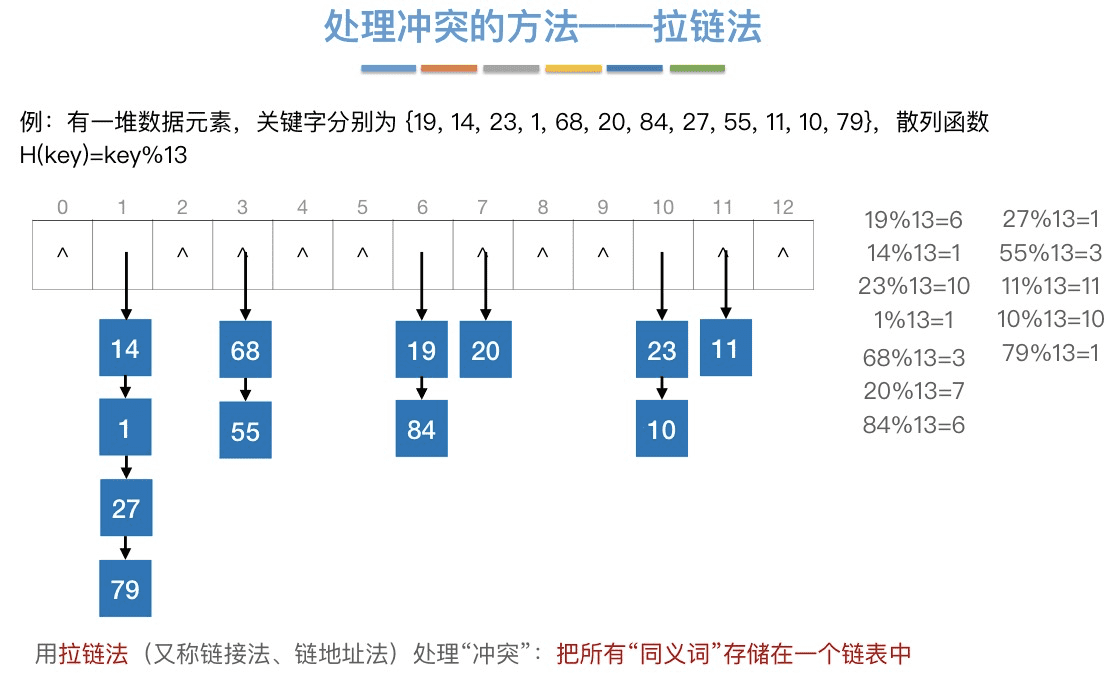 处理冲突的方法——拉链法
例：有一堆数据元素，关键字分别为 {19, 14, 23, 1, 68, 20, 84, 27, 55, 11, 10, 79}，散列函数
H(key)=key%13
0 1 2 3 4 5 6 7 8 9 10 11 12
^ ^ ^ ^ ^ ^ ^ ^ ^ ^
14 68 19 20 23 11
1 55 84 10
27
79
19%13=6 27%13=1
14%13=1 55%13=3
23%13=10 11%13=11
1%13=1 10%13=10
68%13=3 79%13=1
20%13=7
84%13=6
用拉链法（又称链接法、链地址法）处理“冲突”：把所有“同义词”存储在一个链表中